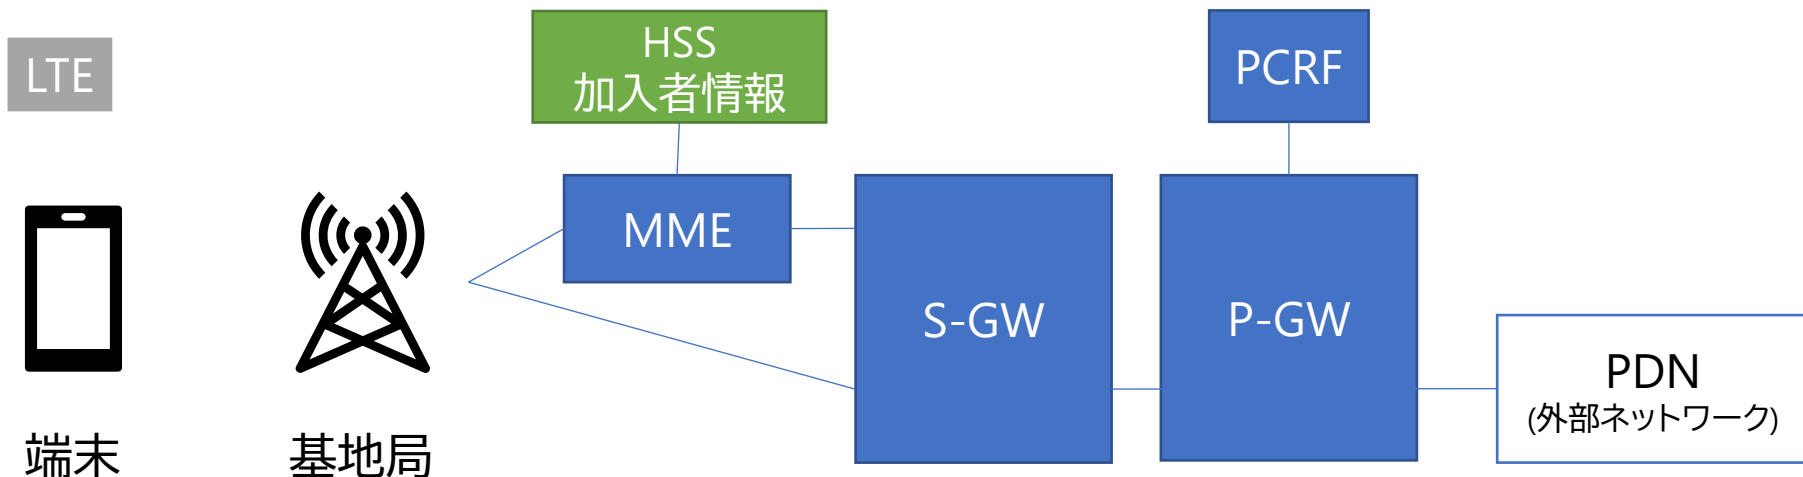 LTE
HSS
加入者情報
PCRF
MME
S-GW
P-GW
PDN
(外部ネットワーク)
端末
基地局